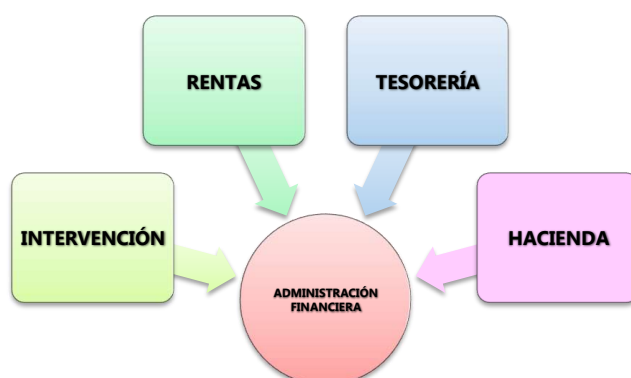 RENTAS
TESORERÍA
INTERVENCIÓN
HACIENDA
ADMINISTRACIÓN
FINANCIERA